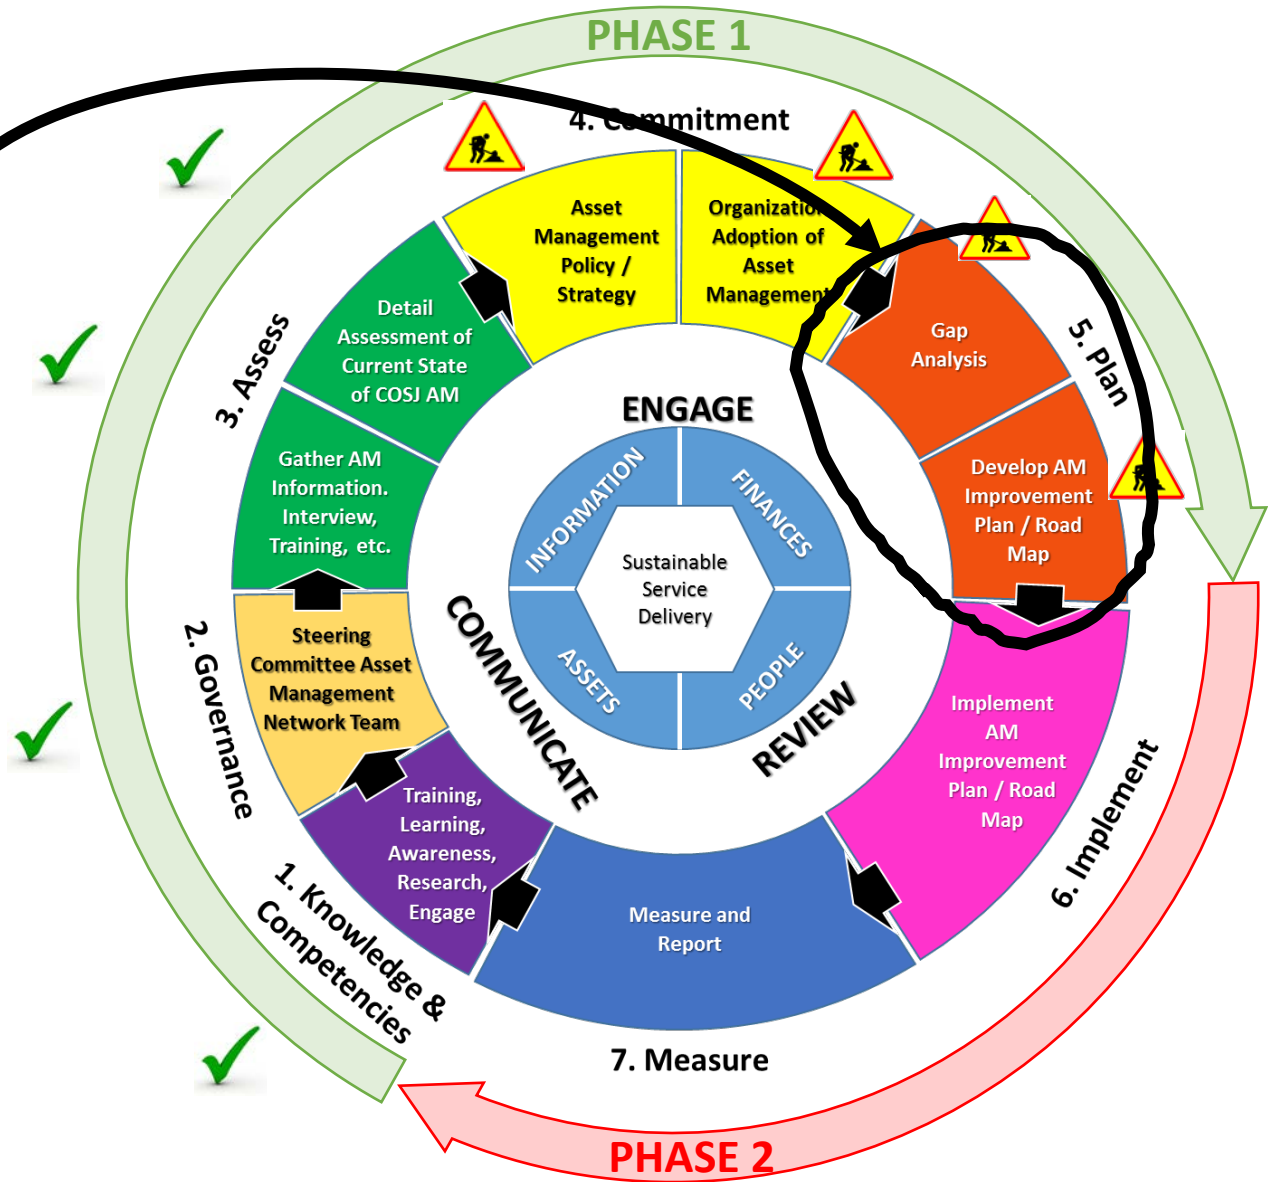 PHASE 1
4. Commitment
Asset
Management
Policy /
Strategy
Organization
Adoption of
Asset
Management
Gap
Analysis
5. Plan
Develop AM
Improvement
Plan / Road
Map
Implement
AM
Improvement
Plan / Road
Map
6. Implement
Measure and
Report
7. Measure
Training,
Learning,
Awareness,
Research,
Engage
1. Knowledge &
Competencies
Steering
Committee Asset
Management
Network Team
2. Governance
Gather AM
Information.
Interview,
Training, etc.
Detail
Assessment of
Current State
of COSJ AM
3. Assess
ENGAGE
COMMUNICATE
REVIEW
INFORMATION
FINANCES
ASSETS
PEOPLE
Sustainable
Service
Delivery
PHASE 2